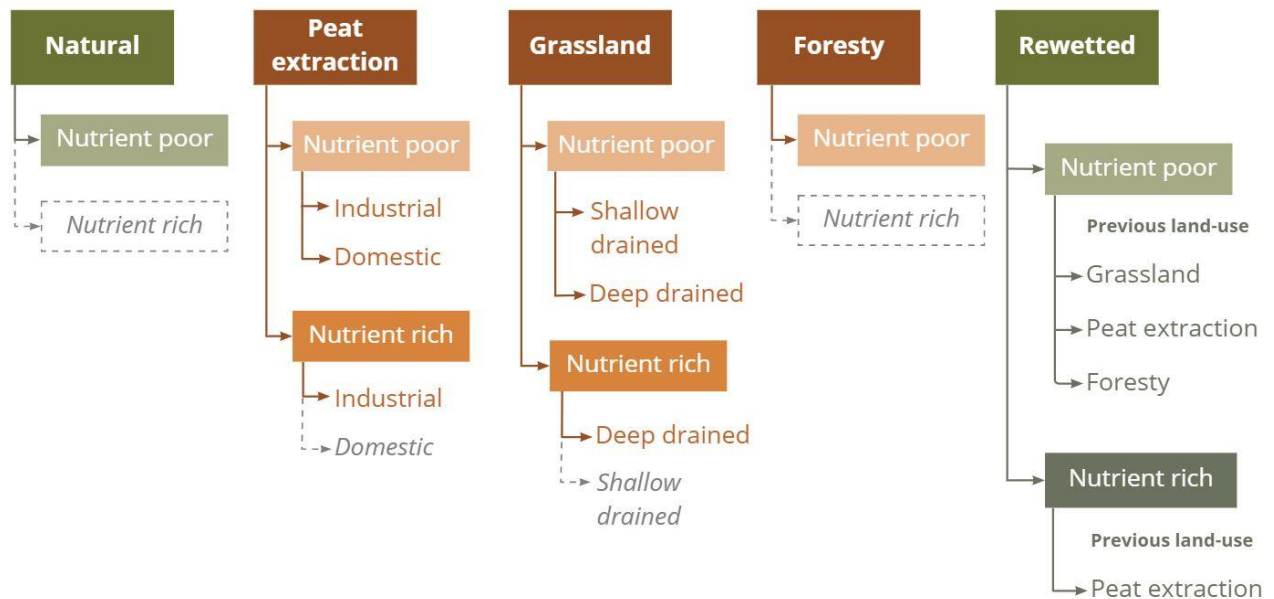 Natural
Nutrient poor
Nutrient rich
Peat
extraction
Nutrient poor
Industrial
Domestic
Nutrient rich
Industrial
Domestic
Grassland
Nutrient poor
Shallow
drained
Deep drained
Nutrient rich
Deep drained
Shallow
drained
Foresty
Nutrient poor
Nutrient rich
Rewetted
Nutrient poor
Previous land-use
Grassland
Peat extraction
Foresty
Nutrient rich
Previous land-use
Peat extraction